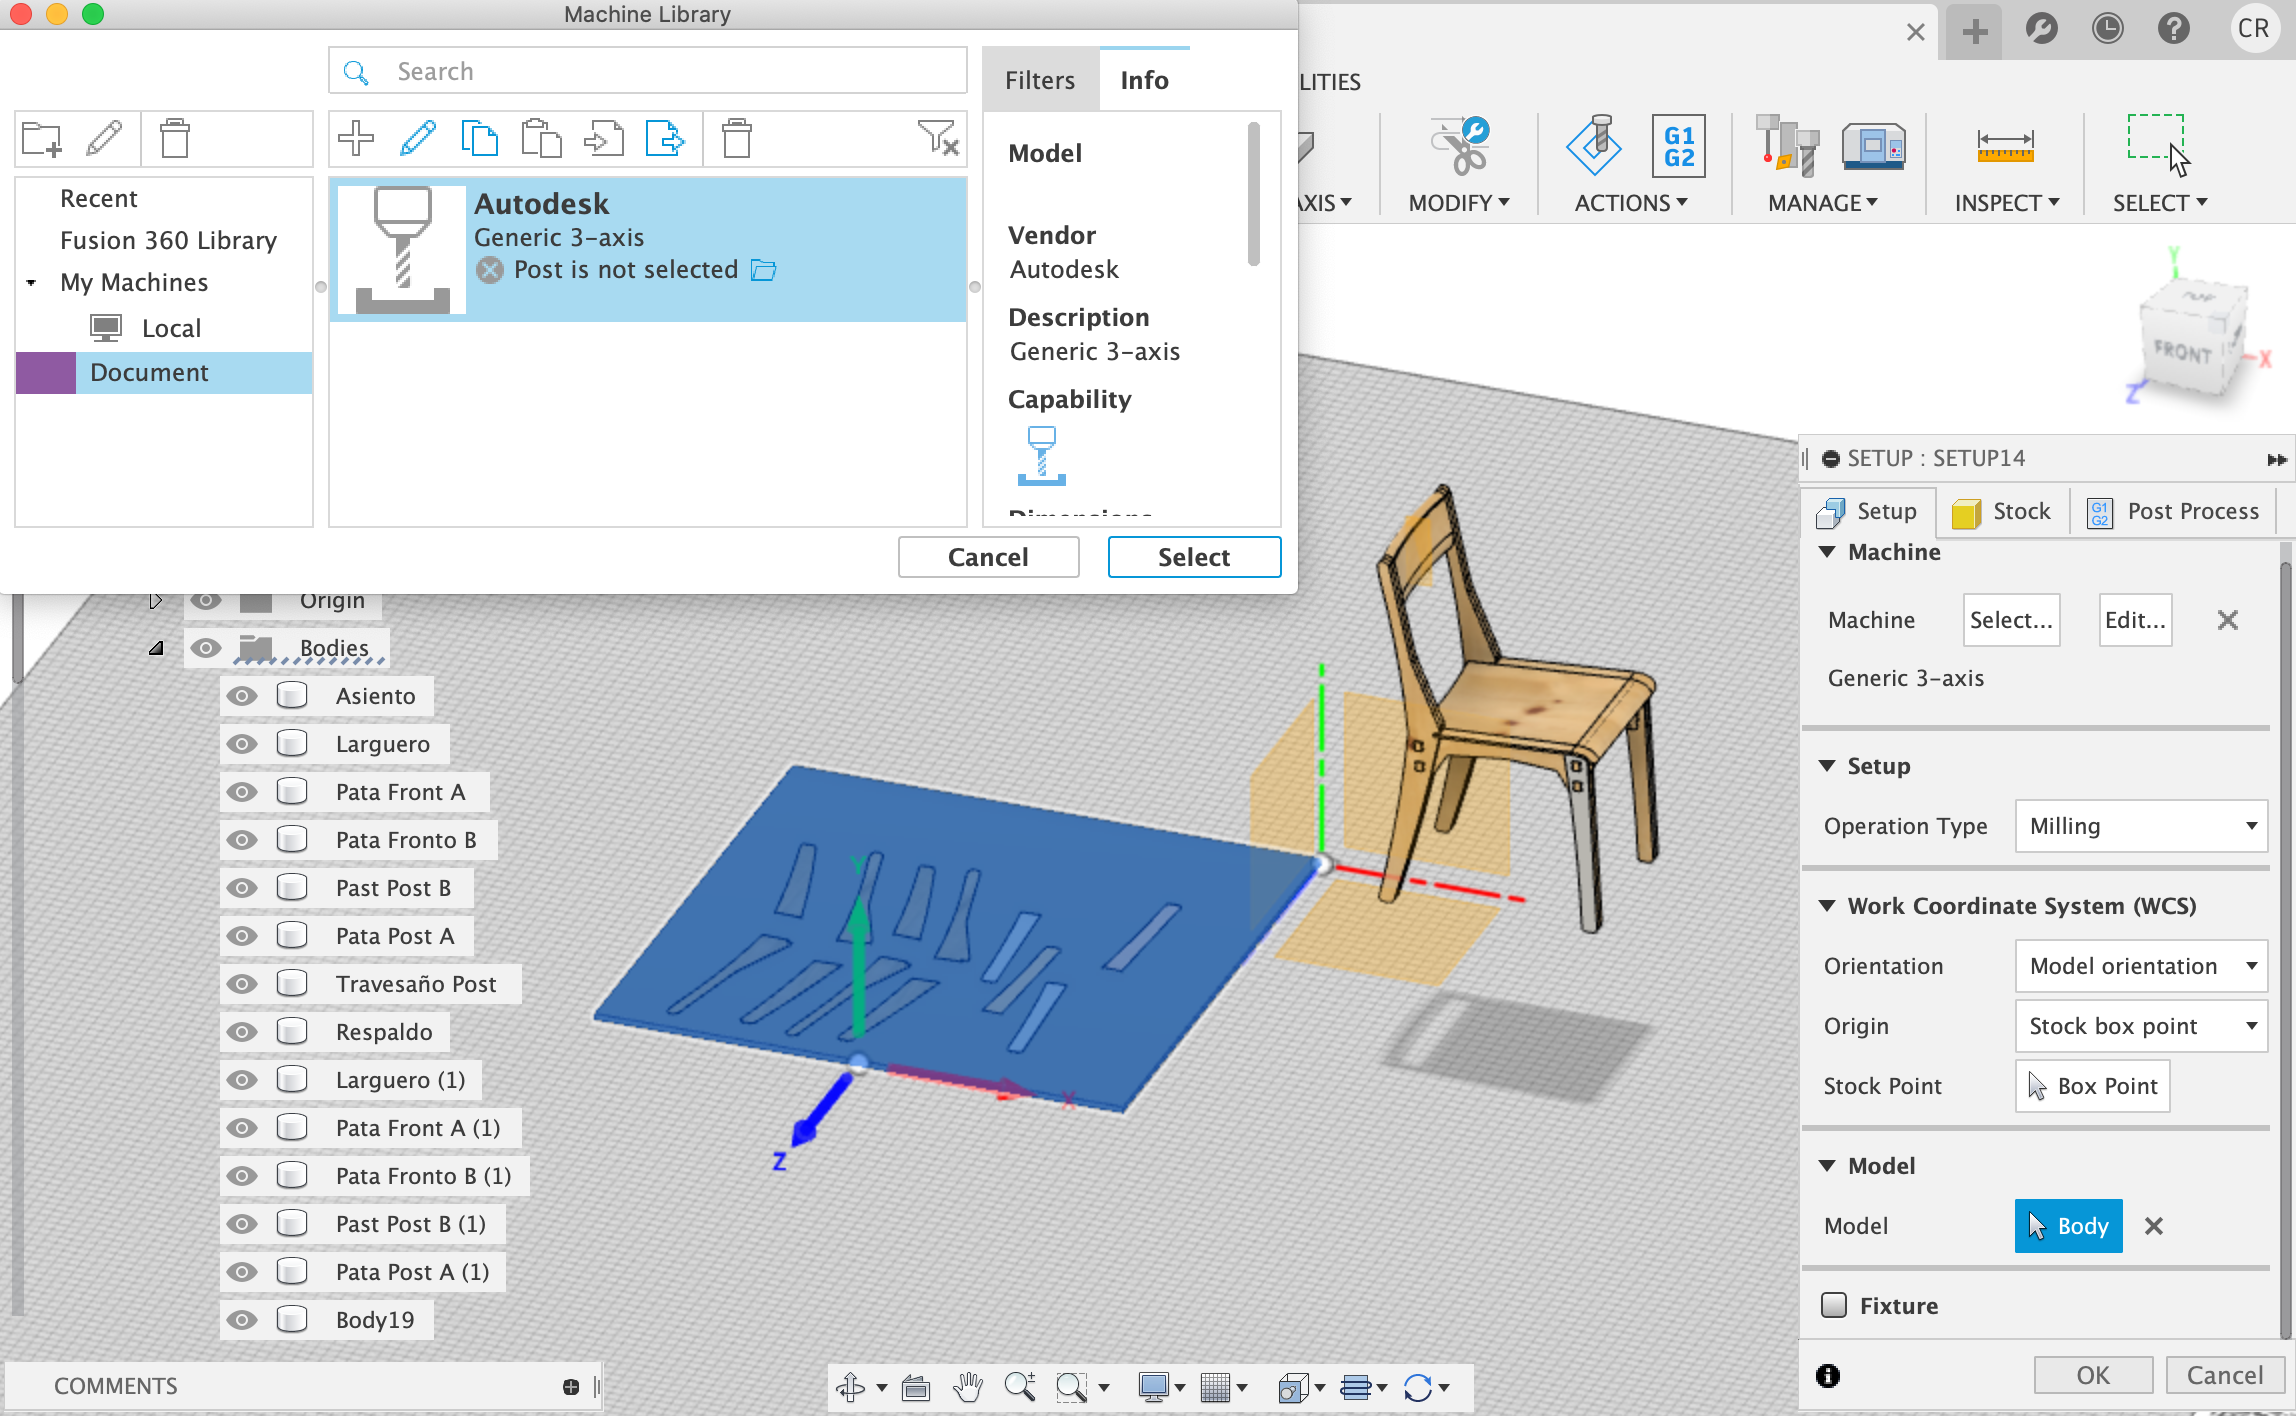 Machine Library
CR
Search
Filters
Info
LITIES
G1
G2
MODIFY
ACTIONS
MANAGE
INSPECT
SELECT
Recent
Fusion 360 Library
My Machines
Local
Document
Autodesk
Generic 3-axis
Post is not selected
Model
Vendor
Autodesk
Description
Generic 3-axis
Capability
Cancel
Select
Y
FRONT
X
Z
SETUP : SETUP14
Setup
Stock
G1
G2
Post Process
Machine
Machine
Select...
Edit...
Generic 3-axis
Setup
Operation Type
Milling
Work Coordinate System (WCS)
Orientation
Model orientation
Origin
Stock box point
Stock Point
Box Point
Model
Model
Body
Fixture
OK
Cancel
Origin
Bodies
Asiento
Larguero
Pata Front A
Pata Fronto B
Past Post B
Pata Post A
Travesaño Post
Respaldo
Larguero (1)
Pata Front A (1)
Pata Fronto B (1)
Past Post B (1)
Pata Post A (1)
Body19
Y
X
Z
COMMENTS